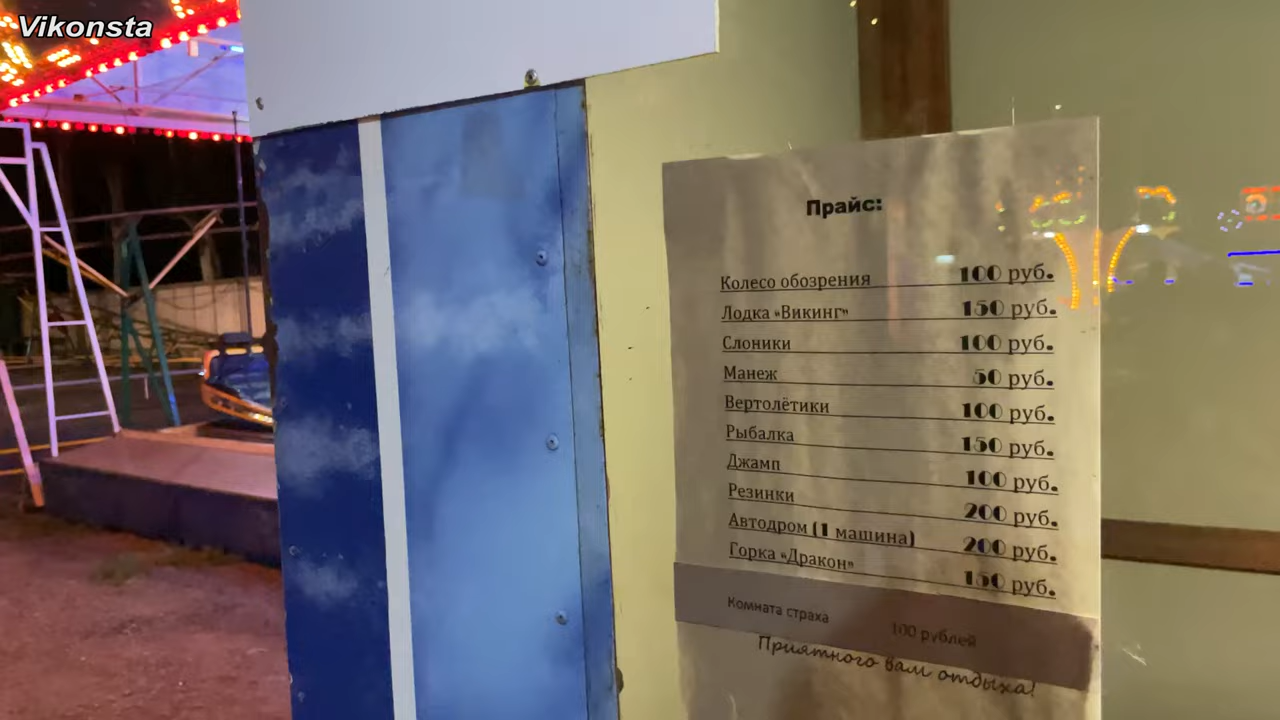 Vikonsta
Прайс:
Колесо обозрения 100 руб.
Лодка «Викинг» 150 руб.
Слоники 100 руб.
Манеж 50 руб.
Вертолётики 100 руб.
Рыбалка 150 руб.
Джамп 100 руб.
Резинки 200 руб.
Автодром (1 машина) 200 руб.
Горка «Дракон» 150 руб.
Комната страха 100 рублей
Приятного вам отдыха!